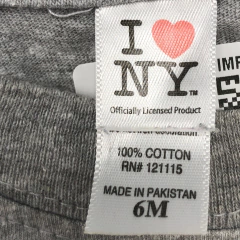 I ❤ NY
Officially Licensed Product
100% COTTON
RN# 121115
MADE IN PAKISTAN
6M
IMP